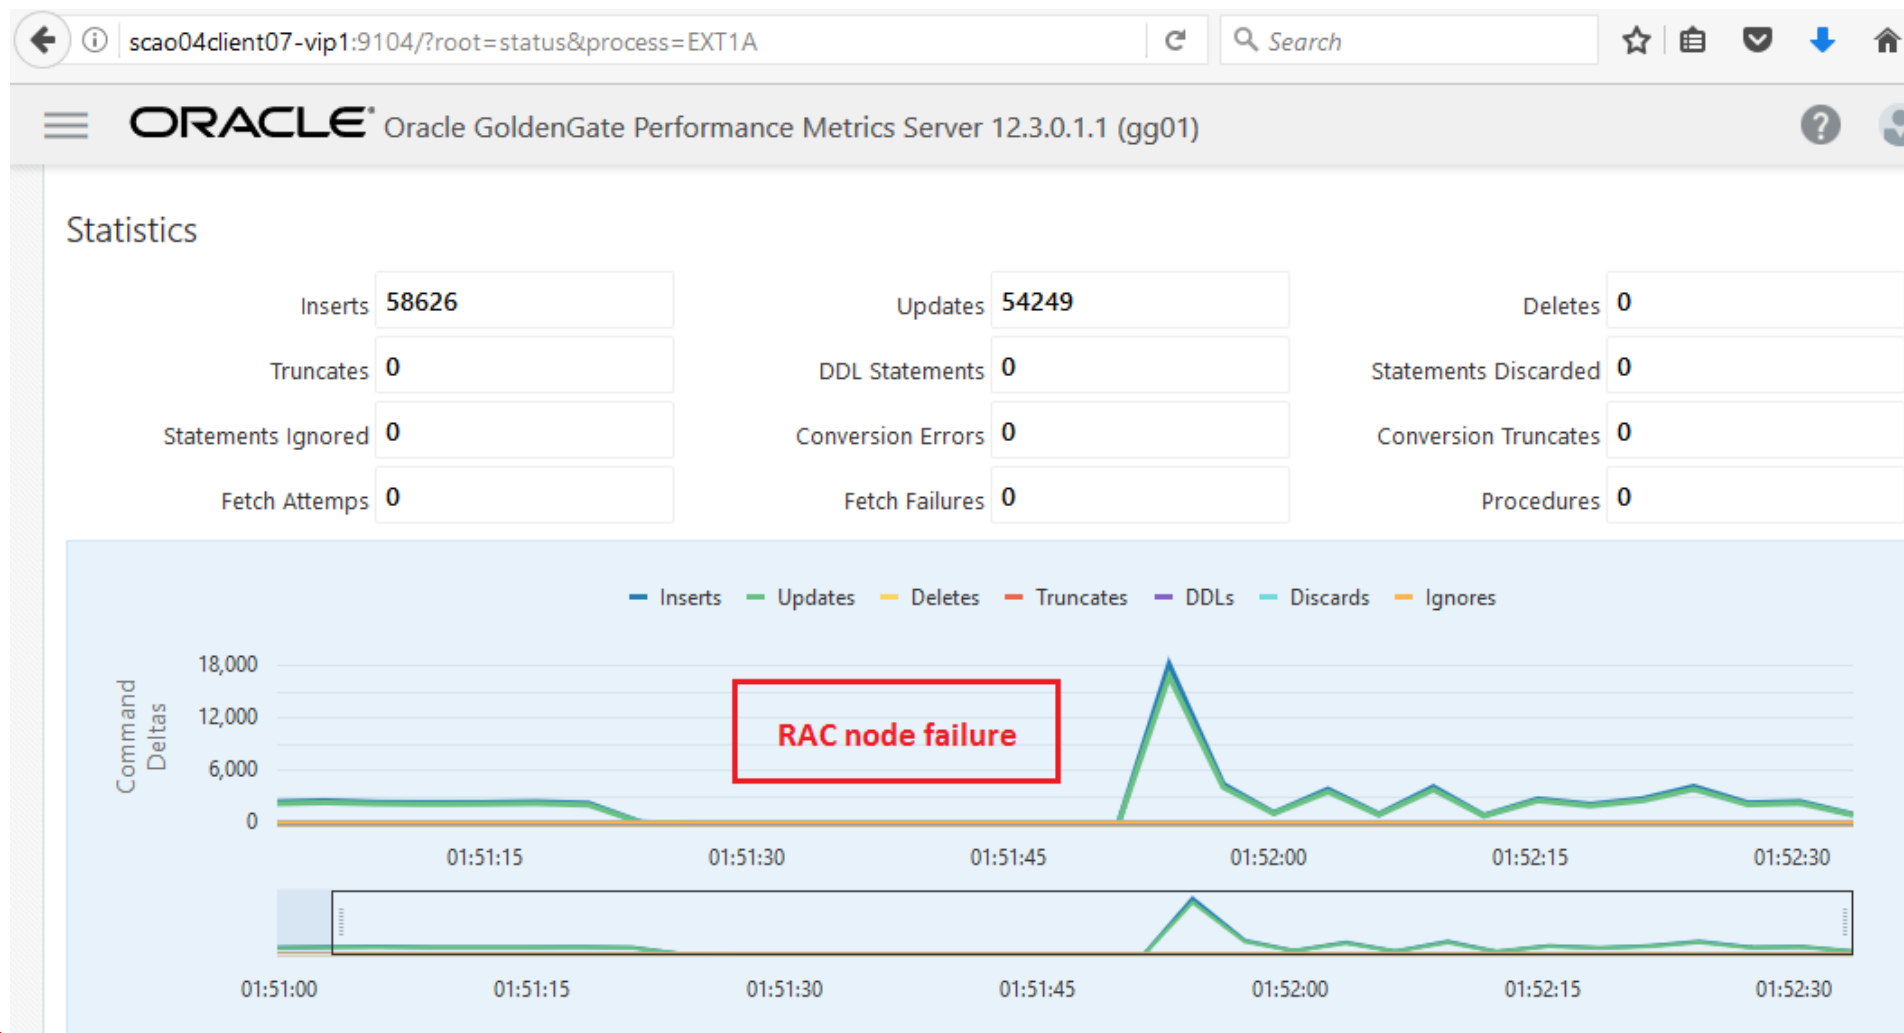 scao04client07-vip1:9104/?root=status&process=EXT1A
Search
ORACLE Oracle GoldenGate Performance Metrics Server 12.3.0.1.1 (gg01)
Statistics
Inserts 58626 Updates 54249 Deletes 0
Truncates 0 DDL Statements 0 Statements Discarded 0
Statements Ignored 0 Conversion Errors 0 Conversion Truncates 0
Fetch Attemps 0 Fetch Failures 0 Procedures 0
Inserts Updates Deletes Truncates DDLs Discards Ignores
Command
Deltas
18,000
12,000
6,000
0
RAC node failure
01:51:15 01:51:30 01:51:45 01:52:00 01:52:15 01:52:30
01:51:00 01:51:15 01:51:30 01:51:45 01:52:00 01:52:15 01:52:30